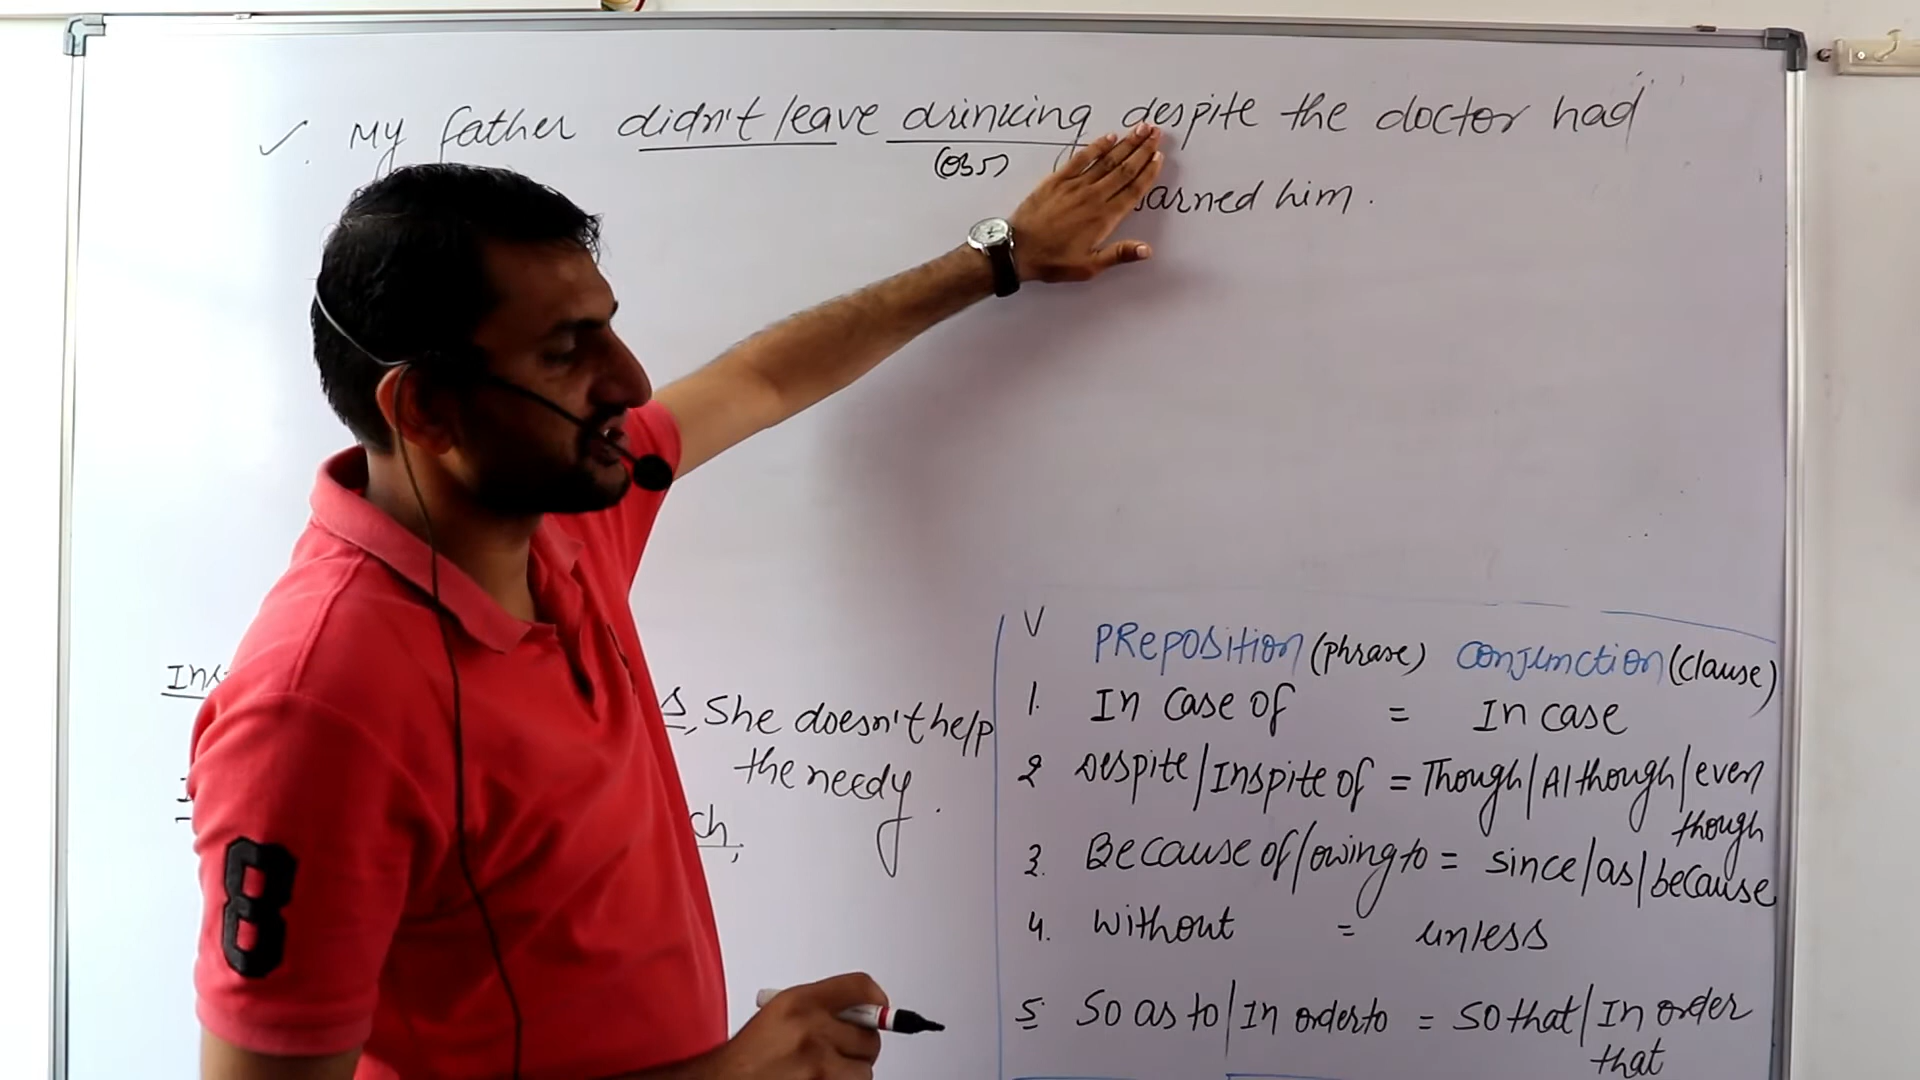 ✓. My father didn't leave drinking despite the doctor had
(OBJ)
warned him.
She doesn't help
the needy.
V PREPOSITION (phrase) CONJUNCTION (clause)
1. In Case of = In case
2 Despite/Inspite of = Though/Although/even
though
3. Because of/owing to = since/as/because
4. without = unless
5. So as to/In order to = so that/In order
that
8